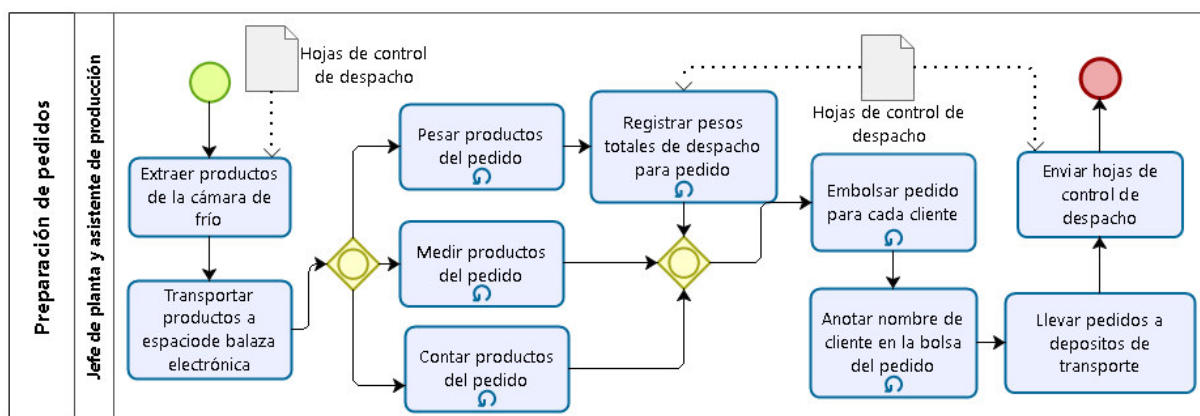 Preparación de pedidos
Jefe de planta y asistente de producción
Hojas de control
de despacho
Extraer productos
de la cámara de
frío
Transportar
productos a
espaciode balaza
electrónica
Pesar productos
del pedido
Medir productos
del pedido
Contar productos
del pedido
Registrar pesos
totales de despacho
para pedido
Hojas de control de
despacho
Embolsar pedido
para cada cliente
Anotar nombre de
cliente en la bolsa
del pedido
Llevar pedidos a
depositos de
transporte
Enviar hojas de
control de
despacho